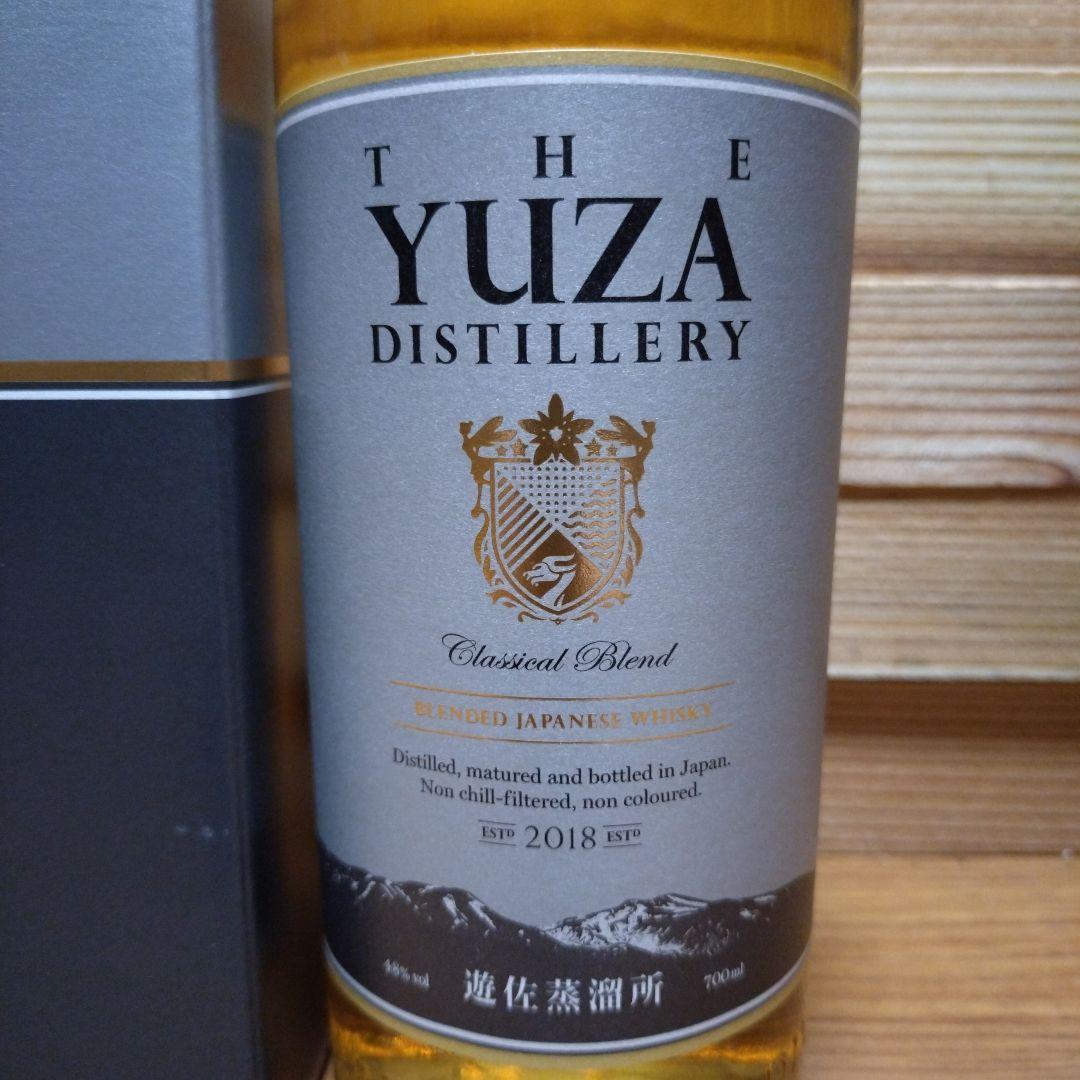 THE
YUZA
DISTILLERY
Classical Blend
BLENDED JAPANESE WHISKY
Distilled, matured and bottled in Japan.
Non chill-filtered, non coloured.
ESTD 2018 ESTD
48% vol 遊佐蒸溜所 700ml